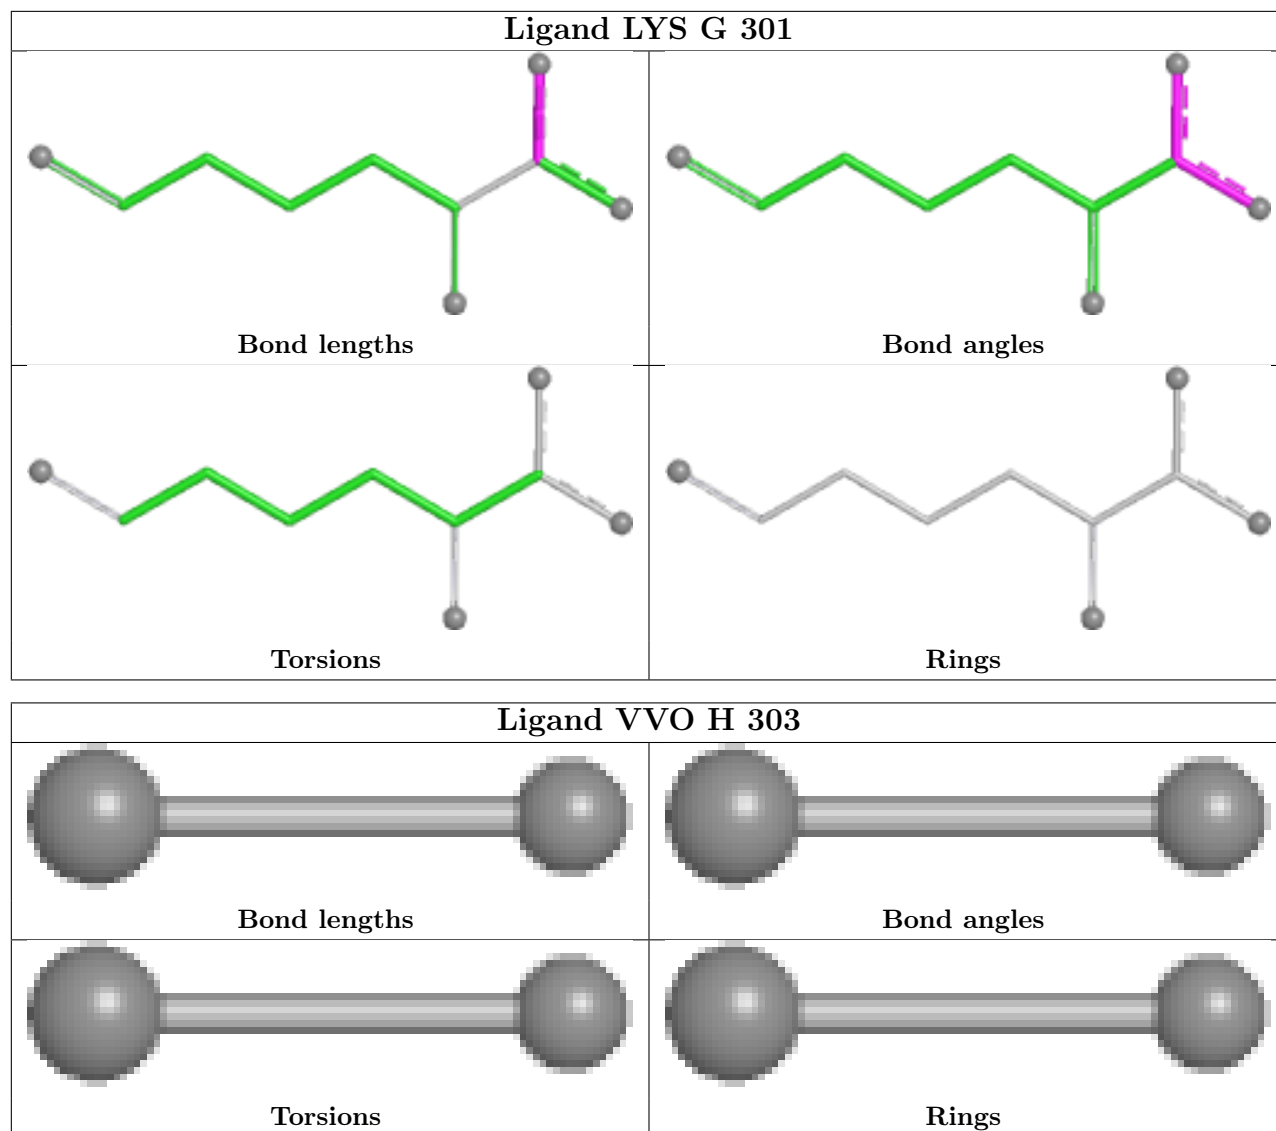 Ligand LYS G 301
Bond lengths
Bond angles
Torsions
Rings
Ligand VVO H 303
Bond lengths
Bond angles
Torsions
Rings